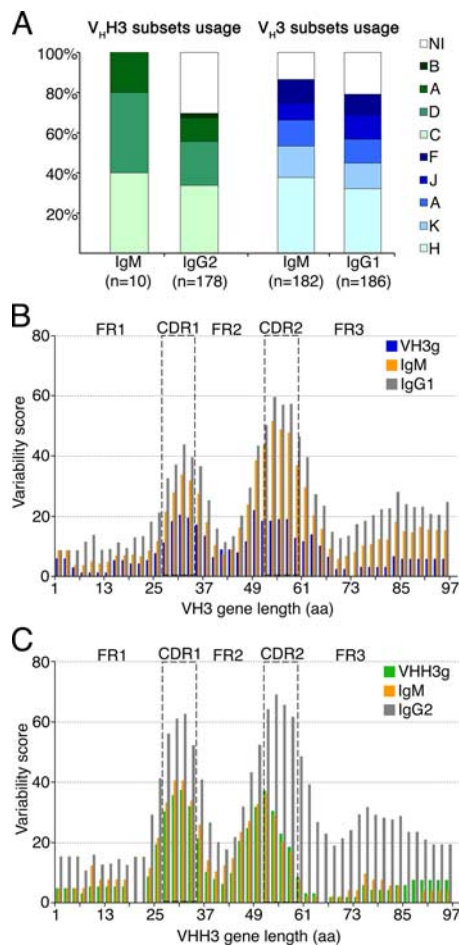 A
VHH3 subsets usage
VH3 subsets usage
100%
80%
60%
40%
20%
IgM
(n=10)
IgG2
(n=178)
IgM
(n=182)
IgG1
(n=186)
NI
B
A
D
C
F
J
A
K
H
B
80
60
40
20
0
Variability score
FR1
CDR1
FR2
CDR2
FR3
VH3g
IgM
IgG1
1
13
25
37
49
61
73
85
97
VH3 gene length (aa)
C
80
60
40
20
0
Variability score
FR1
CDR1
FR2
CDR2
FR3
VHH3g
IgM
IgG2
1
13
25
37
49
61
73
85
97
VHH3 gene length (aa)